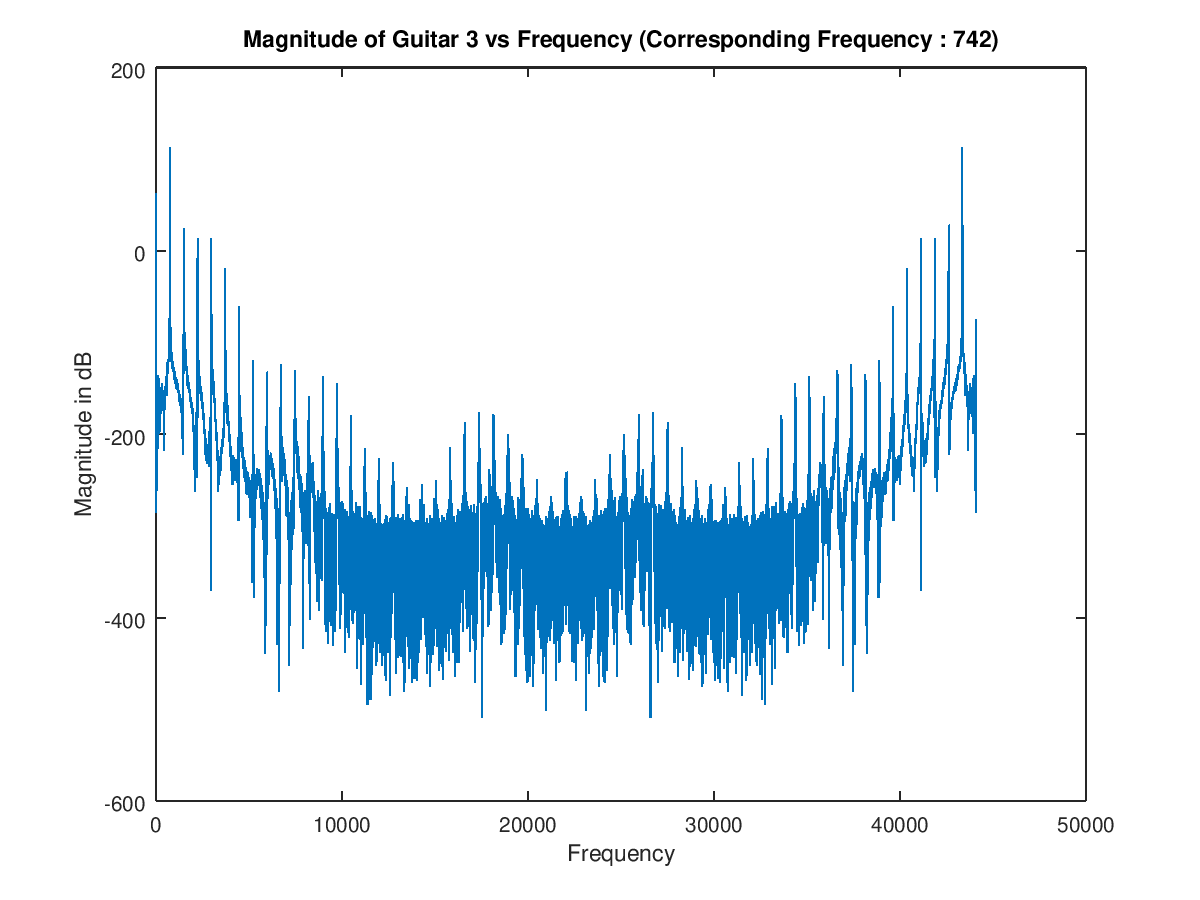 Magnitude of Guitar 3 vs Frequency (Corresponding Frequency : 742)
200
0
-200
-400
-600
Magnitude in dB
0 10000 20000 30000 40000 50000
Frequency